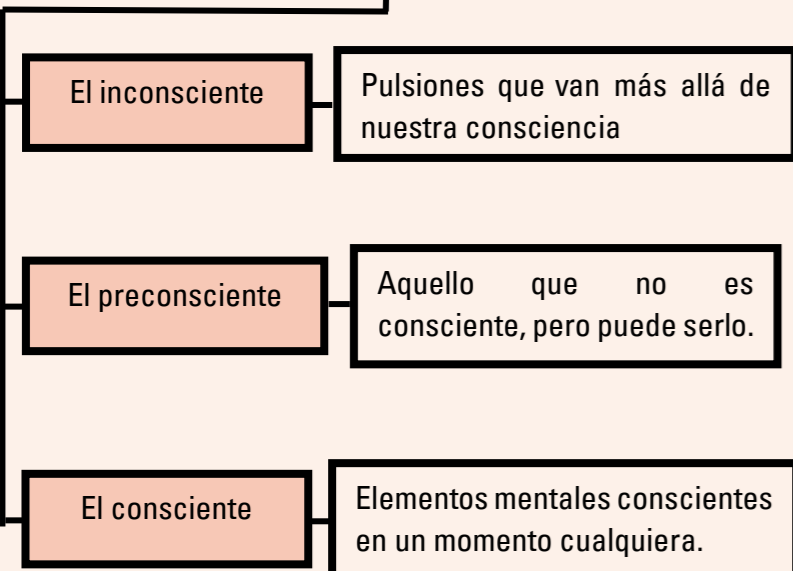 El inconsciente
Pulsiones que van más allá de
nuestra consciencia
El preconsciente
Aquello que no es
consciente, pero puede serlo.
El consciente
Elementos mentales conscientes
en un momento cualquiera.